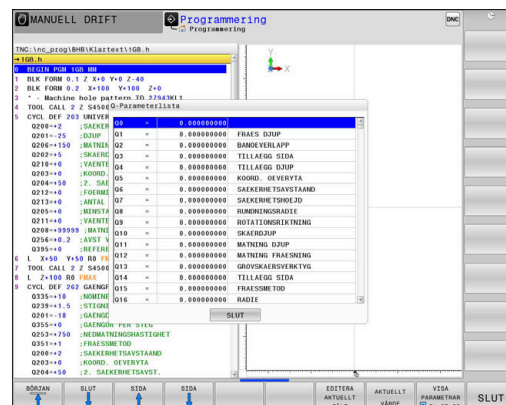 MANUELL DRIFT
Programmering
Programmering
DNC
TNC:\nc_prog\BHB\Klartext\1GB.h
→1GB.h
0 BEGIN PGM 1GB MM
1 BLK FORM 0.1 Z X+0 Y+0 Z-40
2 BLK FORM 0.2 X+100 Y+100 Z+0
3 * - Machine hole pattern ID 27943KL1
4 TOOL CALL 2 Z S4500
5 CYCL DEF 203 UNIVER
Q200=+2 ;SAEKER
Q201=-25 ;DJUP
Q206=+150 ;MATNIN
Q202=+5 ;SKAERD
Q210=+0 ;VAENTE
Q203=+0 ;KOORD.
Q204=+50 ;2. SAE
Q212=+0 ;FOERMI
Q213=+0 ;ANTAL
Q205=+0 ;MINSTA
Q211=+0 ;VAENTE
Q208=+99999 ;MATNI
Q256=+0.2 ;AVST V
Q395=+0 ;REFERE
6 L X+50 Y+50 R0 FM
7 TOOL CALL 2 Z S4500
8 L Z+100 R0 FMAX
9 CYCL DEF 262 GAENGF
Q335=+10 ;NOMINE
Q239=+1.5 ;STIGNI
Q201=-18 ;GAENGD
Q355=+0 ;GAENGOR PER STEG
Q253=+750 ;NEDMATNINGSHASTIGHET
Q351=+1 ;FRAESMETOD
Q200=+2 ;SAEKERHETSAVSTAAND
Q203=+0 ;KOORD. OEVERYTA
Q204=+50 ;2. SAEKERHETSAVST.
Q-Parameterlista
Q0 = 0.000000000
Q1 = 0.000000000 FRAES DJUP
Q2 = 0.000000000 BANOEVERLAPP
Q3 = 0.000000000 TILLAEGG SIDA
Q4 = 0.000000000 TILLAEGG DJUP
Q5 = 0.000000000 KOORD. OEVERYTA
Q6 = 0.000000000 SAEKERHETSAVSTAAND
Q7 = 0.000000000 SAEKERHETSHOEJD
Q8 = 0.000000000 RUNDNINGSRADIE
Q9 = 0.000000000 ROTATIONSRIKTNING
Q10 = 0.000000000 SKAERDJUP
Q11 = 0.000000000 MATNING DJUP
Q12 = 0.000000000 MATNING FRAESNING
Q13 = 0.000000000 GROVSKAERSVERKTYG
Q14 = 0.000000000 TILLAEGG SIDA
Q15 = 0.000000000 FRAESMETOD
Q16 = 0.000000000 RADIE
SLUT
Y
X
BÖRJAN
SLUT
SIDA
SIDA
EDITERA
AKTUELLT
AKTUELLT
VÄRDE
VISA
PARAMETRAR
SLUT